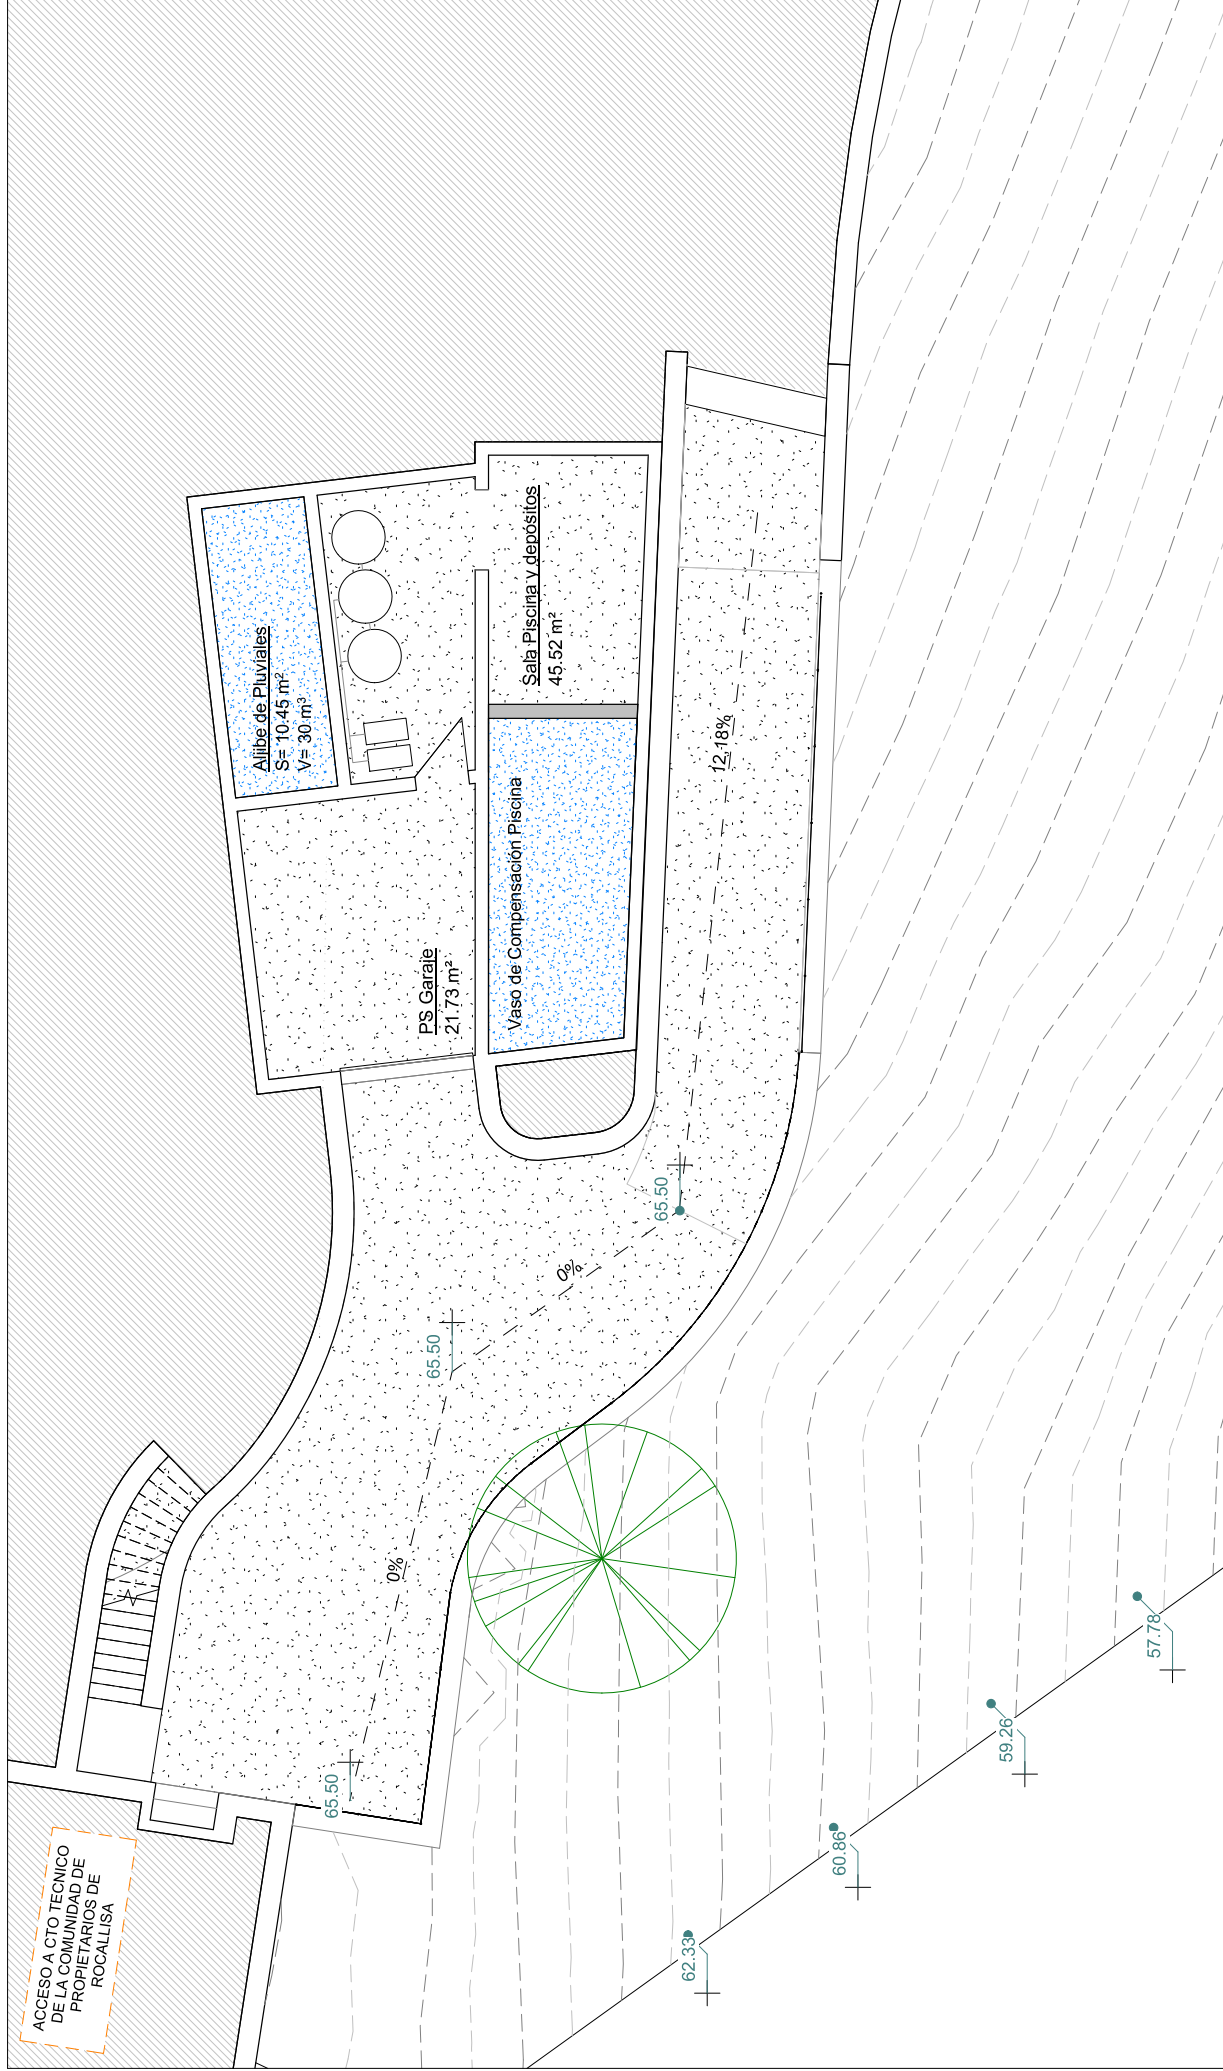 Aljibe de Pluviales
S= 10.45 m²
V= 30 m³
Sala Piscina y depósitos
45.52 m²
PS Garaje
21.73 m²
Vaso de Compensación Piscina
12.18%
65.50
0%
65.50
0%
65.50
ACCESO A CTO TECNICO
DE LA COMUNIDAD DE
PROPIETARIOS DE
ROCALLISA
62.33
60.86
59.26
57.78